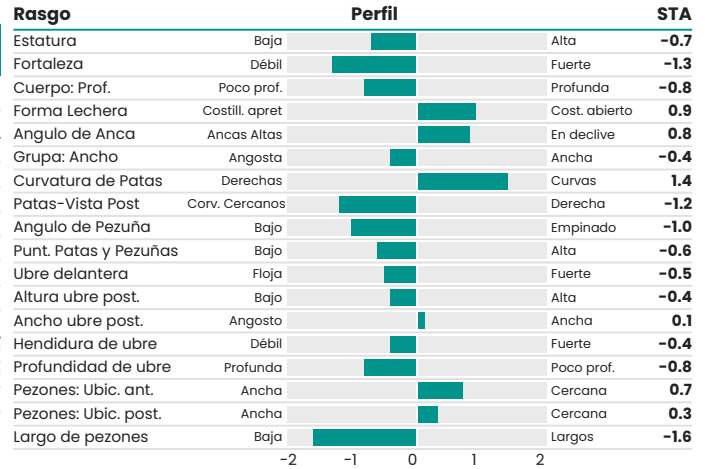 Rasgo Perfil STA
Estatura Baja Alta -0.7
Fortaleza Débil Fuerte -1.3
Cuerpo: Prof. Poco prof. Profunda -0.8
Forma Lechera Costill. apret Cost. abierto 0.9
Angulo de Anca Ancas Altas En declive 0.8
Grupa: Ancho Angosta Ancha -0.4
Curvatura de Patas Derechas Curvas 1.4
Patas-Vista Post Corv. Cercanos Derecha -1.2
Angulo de Pezuña Bajo Empinado -1.0
Punt. Patas y Pezuñas Bajo Alta -0.6
Ubre delantera Floja Fuerte -0.5
Altura ubre post. Bajo Alta -0.4
Ancho ubre post. Angosto Ancha 0.1
Hendidura de ubre Débil Fuerte -0.4
Profundidad de ubre Profunda Poco prof. -0.8
Pezones: Ubic. ant. Ancha Cercana 0.7
Pezones: Ubic. post. Ancha Cercana 0.3
Largo de pezones Baja Largos -1.6
-2 -1 0 1 2